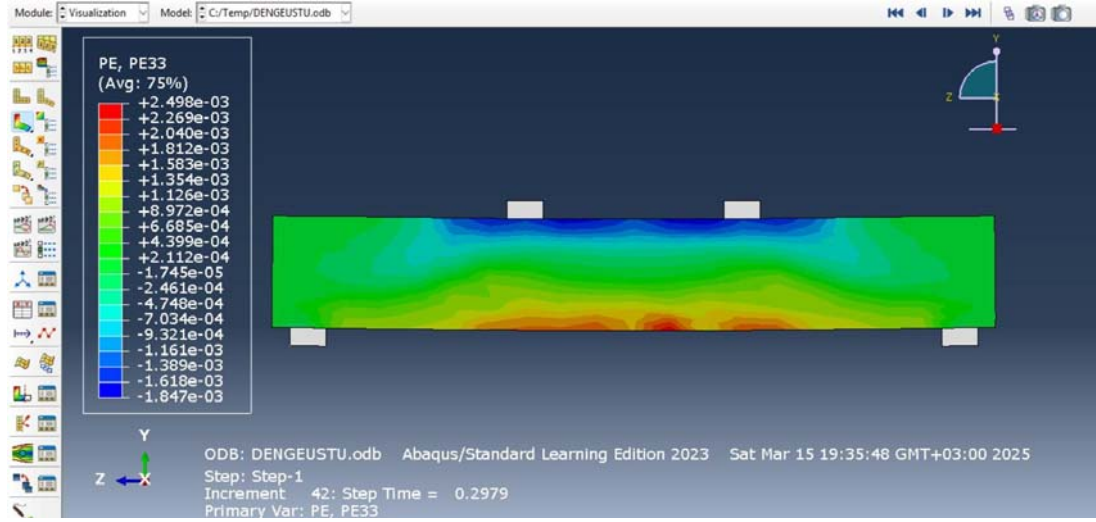 Module: Visualization Model: C:/Temp/DENGEUSTU.odb
PE, PE33
(Avg: 75%)
+2.498e-03
+2.269e-03
+2.040e-03
+1.812e-03
+1.583e-03
+1.354e-03
+1.126e-03
+8.972e-04
+6.685e-04
+4.399e-04
+2.112e-04
-1.745e-05
-2.461e-04
-4.748e-04
-7.034e-04
-9.321e-04
-1.161e-03
-1.389e-03
-1.618e-03
-1.847e-03
Y
Z
X
Y
Z
X
ODB: DENGEUSTU.odb Abaqus/Standard Learning Edition 2023 Sat Mar 15 19:35:48 GMT+03:00 2025
Step: Step-1
Increment 42: Step Time = 0.2979
Primary Var: PE, PE33